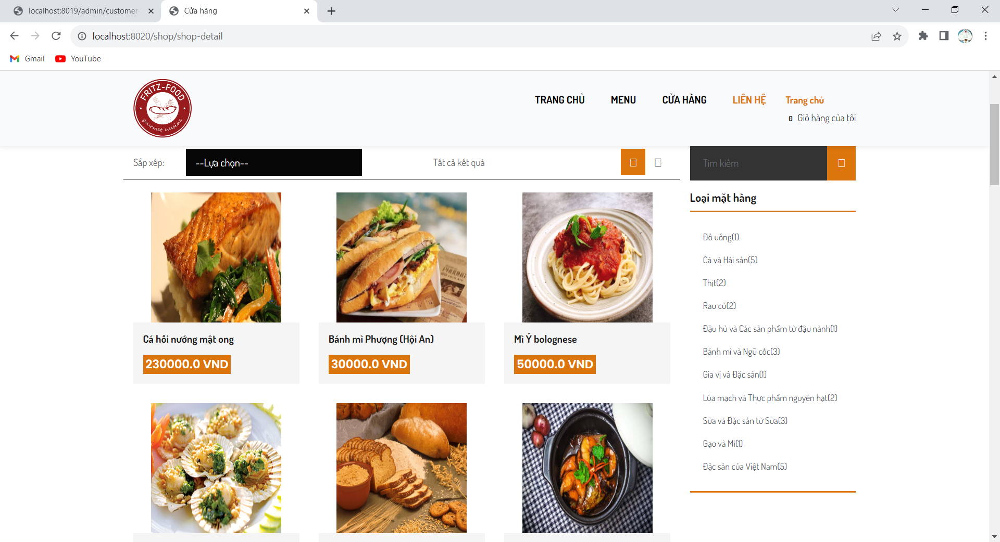 localhost:8019/admin/customer-
Cửa hàng
localhost:8020/shop/shop-detail
Gmail
YouTube
FRITZ-FOOD
gourmet cuisine
TRANG CHỦ
MENU
CỬA HÀNG
LIÊN HỆ
Trang chủ
0 Giỏ hàng của tôi
Sắp xếp:
--Lựa chọn--
Tất cả kết quả
Tìm kiếm
Loại mặt hàng
Đồ uống(1)
Cá và Hải sản(5)
Thịt(2)
Rau củ(2)
Đậu hủ và Các sản phẩm từ đậu nành(1)
Bánh mì và Ngũ cốc(3)
Gia vị và Đặc sản(1)
Lúa mạch và Thực phẩm nguyên hạt(2)
Sữa và Đặc sản từ Sữa(3)
Gạo và Mì(1)
Đặc sản của Việt Nam(5)
Cá hồi nướng mật ong
230000.0 VND
PHƯỢNG
Bánh mì Phượng (Hội An)
30000.0 VND
Mì Ý bolognese
50000.0 VND